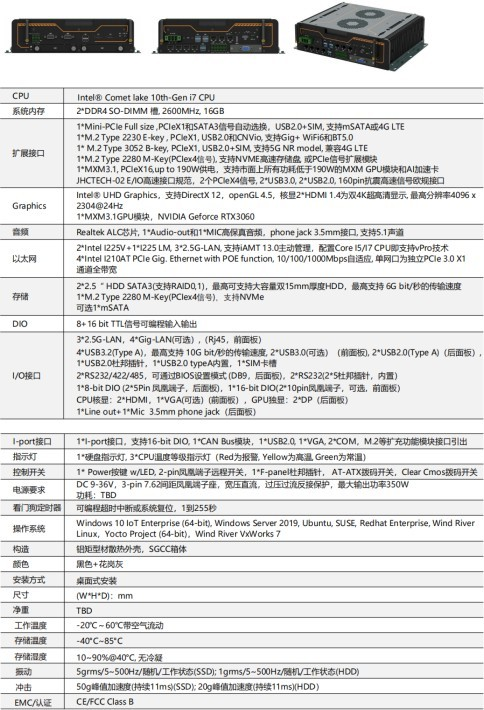 CPU
Intel® Comet lake 10th-Gen i7 CPU
系统内存
2*DDR4 SO-DIMM 槽, 2600MHz, 16GB
扩展接口
1*Mini-PCIe Full size ,PCIeX1和SATA3信号自动选换，USB2.0+SIM, 支持mSATA或4G LTE
1*M.2 Type 2230 E-key , PCIeX1, USB2.0和CNVio, 支持Gig+ WiFi6和BT5.0
1* M.2 Type 3052 B-key, PCIEX1, USB2.0+SIM, 支持5G NR model, 兼容4G LTE
1*M.2 Type 2280 M-Key(PCIex4信号), 支持NVME高速存储盘, 或PCIe信号扩展模块
1*MXM3.1, PCIEX16,up to 190W供电，支持市面上所有功耗低于190W的MXM GPU模块和AI加速卡
JHCTECH-02 E/IO高速接口规范，2个PCIEx4信号，2*USB3.0, 2*USB2.0, 160pin抗震高速信号欧规接口
Graphics
Intel® UHD Graphics，支持DirectX 12，openGL 4.5，核显2*HDMI 1.4为双4K超高清显示, 最高分辨率4096 x
2304@24Hz
1*MXM3.1GPU模块，NVIDIA Geforce RTX3060
音频
Realtek ALC芯片, 1*Audio-out和1*MIC高保真音频，phone jack 3.5mm接口, 支持5.1声道
以太网
2*Intel I225V+1*I225 LM, 3*2.5G-LAN, 支持iAMT 13.0主动管理，配置Core I5/I7 CPU即支持vPro技术
4*Intel I210AT PCIe Gig. Ethernet with POE function, 10/100/1000Mbps自适应, 单网口为独立PCIe 3.0 X1
通道全带宽
存储
2*2.5＂HDD SATA3(支持RAID0,1)，最高可支持大容量双15mm厚度HDD，最高支持 6G bit/秒的传输速度
1*M.2 Type 2280 M-Key(PCIex4信号)，支持NVMe
可选1*mSATA
DIO
8+16 bit TTL信号可编程输入输出
I/O接口
3*2.5G-LAN，4*Gig-LAN(可选)，(Rj45，前面板)
4*USB3.2(Type A)，最高支持 10G bit/秒的传输速度, 2*USB3.0(可选)（前面板), 2*USB2.0(Type A)（后面板）,
1*USB2.0杜邦插针，1*USB2.0 typeA内置，1*SIM卡槽
2*RS232/422/485，可通过BIOS设置模式 (DB9，后面板)，2*RS232(2*5杜邦插针，内置)
1*8-bit DIO (2*5Pin 凤凰端子，后面板)，1*16-bit DIO(2*10pin凤凰端子，可选, 前面板)
CPU核显：2*HDMI，1*VGA(可选)（前面板），GPU独显：2*DP（后面板）
1*Line out+1*Mic 3.5mm phone jack（后面板）
I-port接口
1*I-port接口，支持16-bit DIO, 1*CAN Bus模块，1*USB2.0, 1*VGA, 2*COM，M.2等扩充功能模块接口引出
指示灯
1*硬盘指示灯, 3*CPU温度等级指示灯（Red为报警, Yellow为高温, Green为常温)
控制开关
1* Power按键 w/LED, 2-pin凤凰端子远程开关，1*F-panel杜邦插针，AT-ATX拨码开关，Clear Cmos拨码开关
电源要求
DC 9-36V，3-pin 7.62间距凤凰端子座，宽压直流，过压过流反接保护，最大输出功率350W
功耗：TBD
看门狗定时器
可编程超时中断或系统复位，1到255秒
操作系统
Windows 10 IoT Enterprise (64-bit), Windows Server 2019, Ubuntu, SUSE, Redhat Enterprise, Wind River
Linux，Yocto Project (64-bit)，Wind River VxWorks 7
构造
铝矩型材散热外壳，SGCC箱体
颜色
黑色+花岗灰
安装方式
桌面式安装
尺寸
(W*H*D)：mm
净重
TBD
工作温度
-20℃～60℃带空气流动
存储温度
-40°C~85°C
存储湿度
10~90%@40℃, 无冷凝
振动
5grms/5~500Hz/随机/工作状态(SSD); 1grms/5~500Hz/随机/工作状态(HDD)
冲击
50g峰值加速度(持续11ms)(SSD); 20g峰值加速度(持续11ms)(HDD）
EMC/认证
CE/FCC Class B